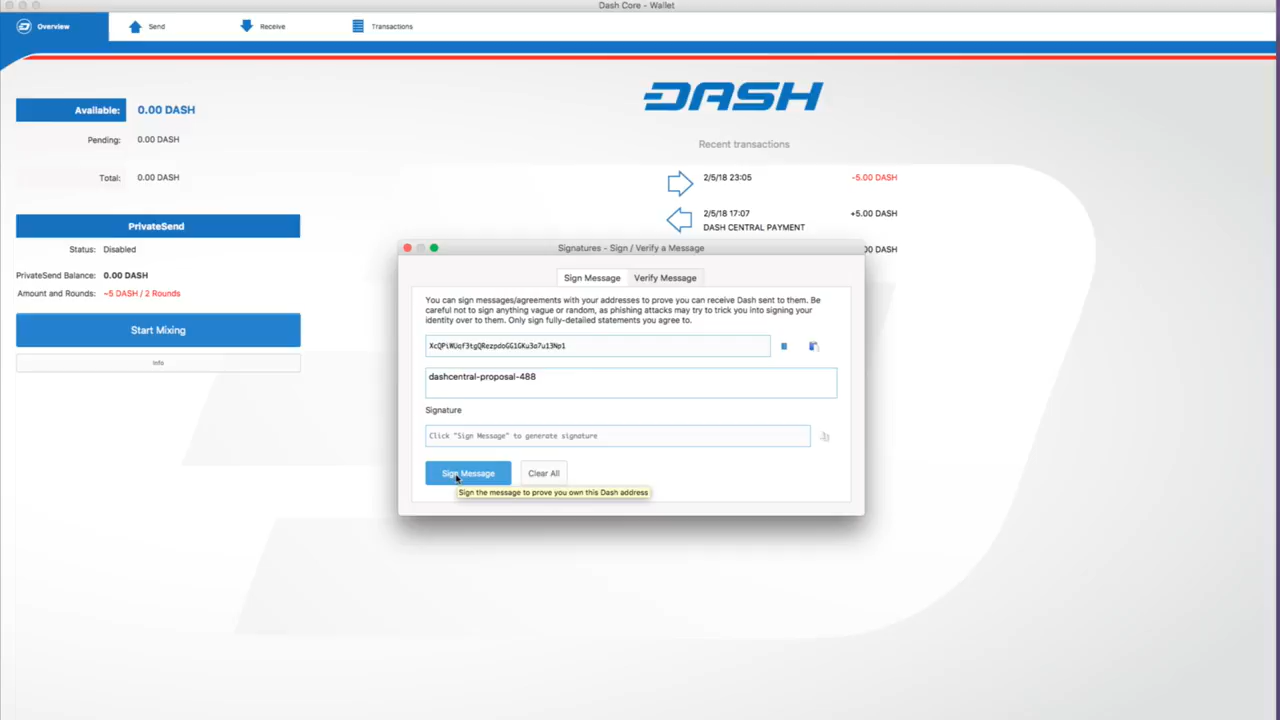 Dash Core - Wallet
Overview
Send
Receive
Transactions
Available: 0.00 DASH
Pending: 0.00 DASH
Total: 0.00 DASH
PrivateSend
Status: Disabled
PrivateSend Balance: 0.00 DASH
Amount and Rounds: ~5 DASH / 2 Rounds
Start Mixing
Info
DASH
Recent transactions
2/5/18 23:05 -5.00 DASH
2/5/18 17:07 +5.00 DASH
DASH CENTRAL PAYMENT
00 DASH
Signatures - Sign / Verify a Message
Sign Message Verify Message
You can sign messages/agreements with your addresses to prove you can receive Dash sent to them. Be
careful not to sign anything vague or random, as phishing attacks may try to trick you into signing your
identity over to them. Only sign fully-detailed statements you agree to.
dashcentral-proposal-488
Signature
Click "Sign Message" to generate signature
Sign Message
Clear All
Sign the message to prove you own this Dash address